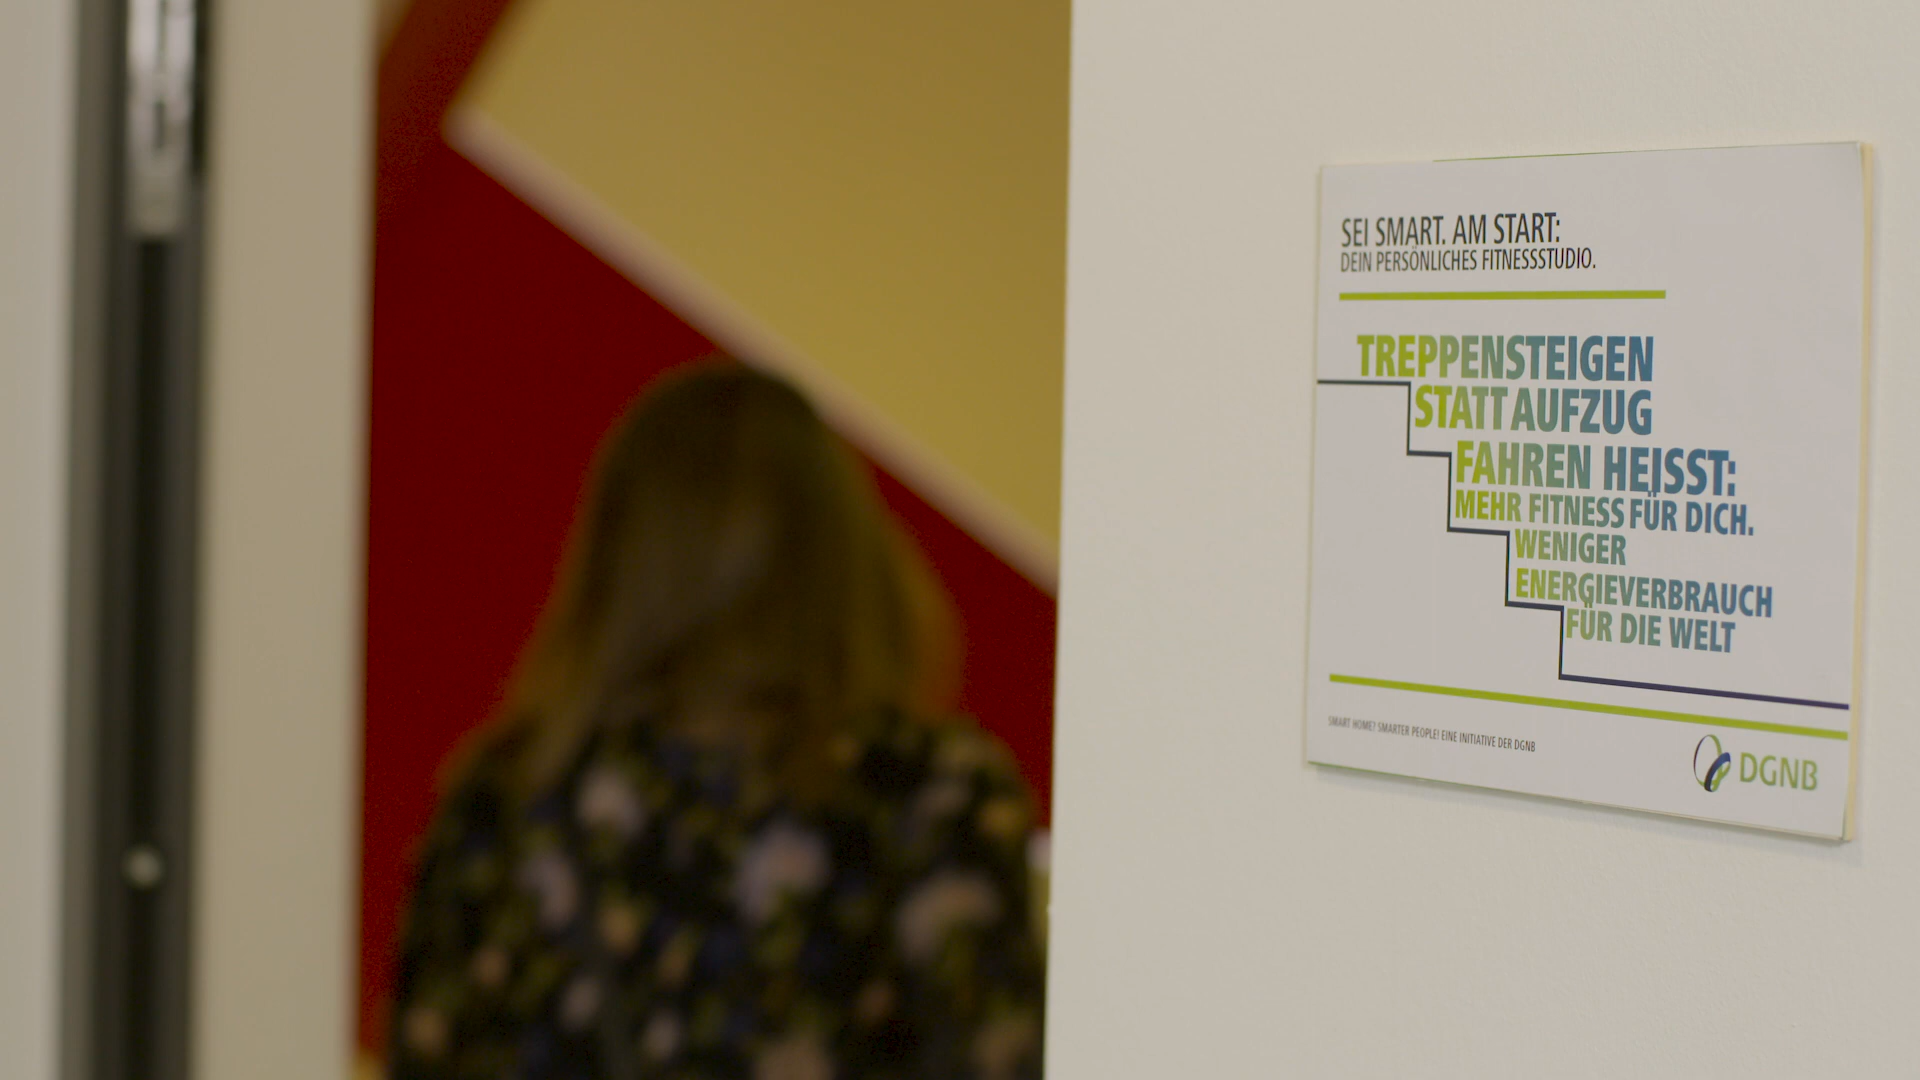 SEI SMART. AM START:
DEIN PERSÖNLICHES FITNESSSTUDIO.
TREPPENSTEIGEN
STATT AUFZUG
FAHREN HEISST:
MEHR FITNESS FÜR DICH.
WENIGER
ENERGIEVERBRAUCH
FÜR DIE WELT
SMART HOME? SMARTER PEOPLE! EINE INITIATIVE DER DGNB
DGNB